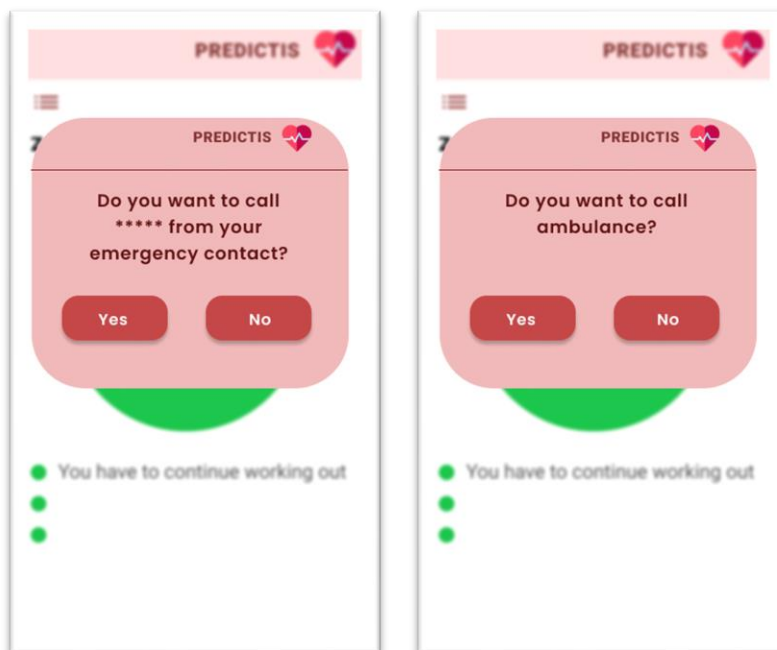 PREDICTIS
PREDICTIS
Do you want to call
***** from your
emergency contact?
Yes No
You have to continue working out
PREDICTIS
PREDICTIS
Do you want to call
ambulance?
Yes No
You have to continue working out